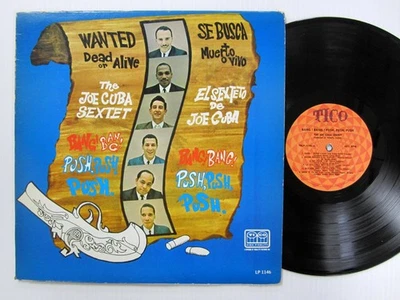 WANTED
Dead or Alive
The
JOE CUBA
SEXTET
BANG! BANG!
PUSH, PUSH,
PUSH.
SE BUSCA
Muerto o Vivo
EL SEXTETO
DE
JOE CUBA
BANG! BANG!
PUSH, PUSH,
PUSH.
LP 1146
TICO